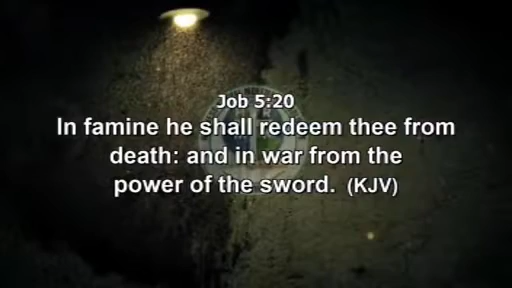 Job 5:20
In famine he shall redeem thee from
death: and in war from the
power of the sword. (KJV)